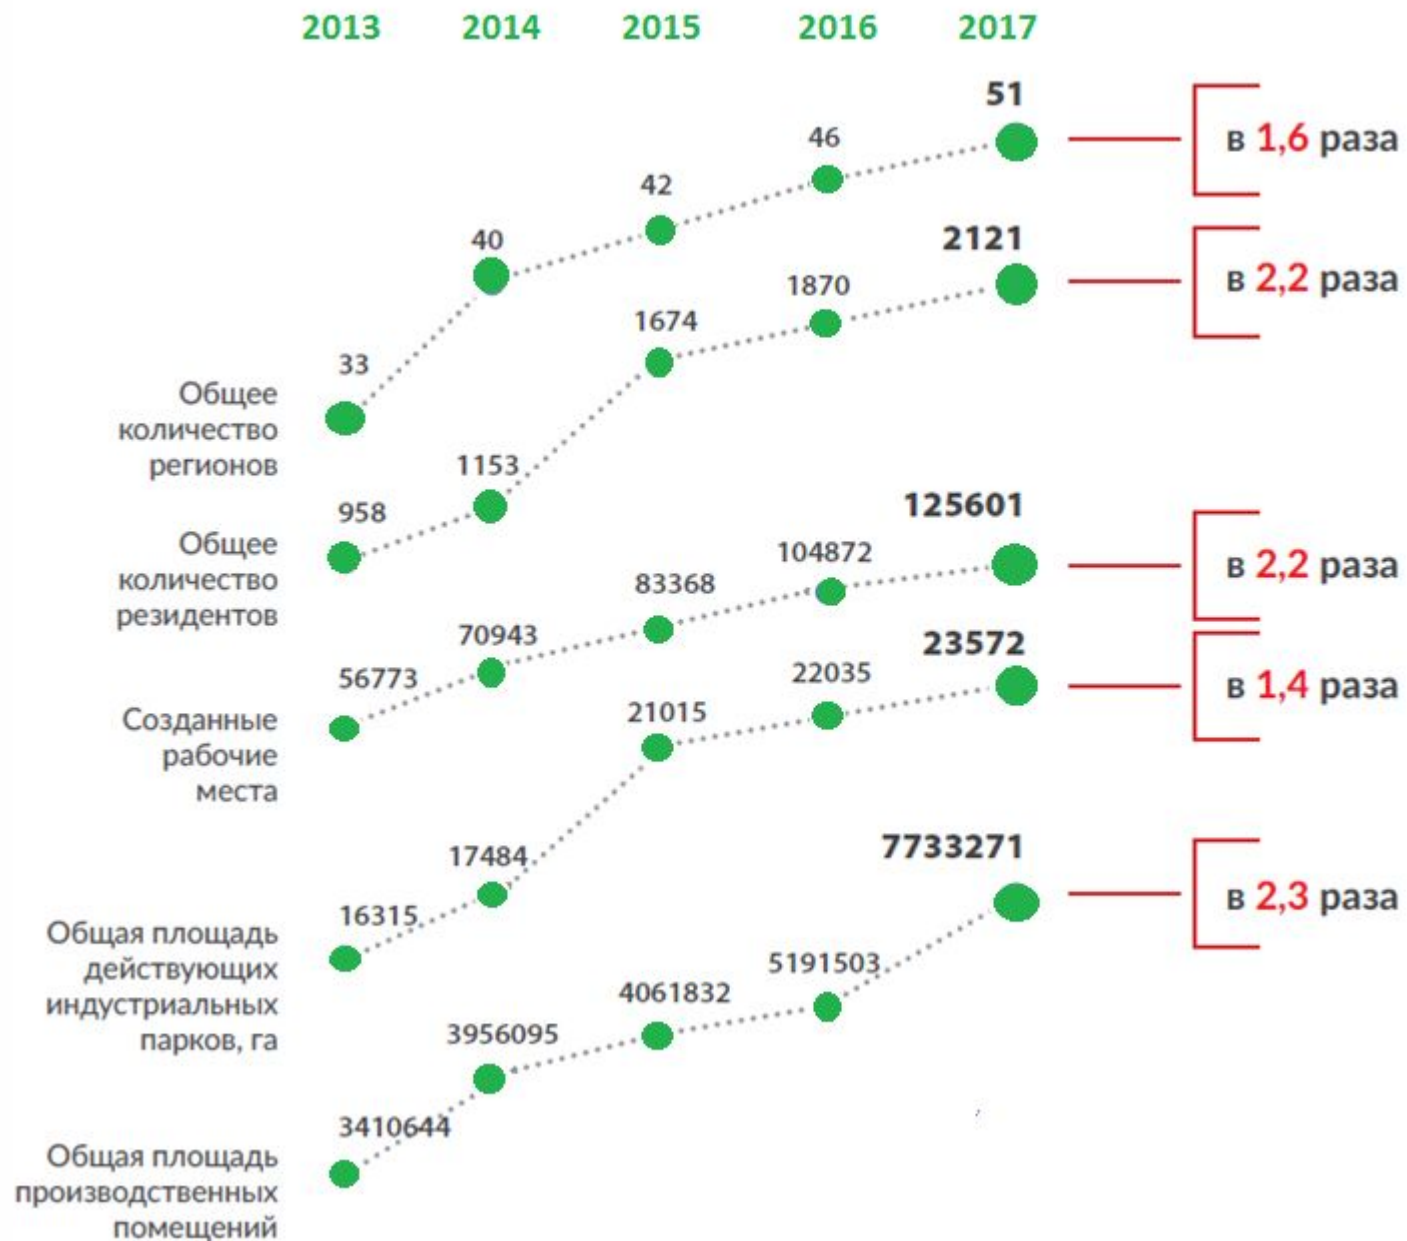 2013 2014 2015 2016 2017
51
46
42
40
33
в 1,6 раза
Общее
количество
регионов
2121
1870
1674
1153
958
в 2,2 раза
Общее
количество
резидентов
125601
104872
83368
70943
56773
в 2,2 раза
Созданные
рабочие
места
23572
22035
21015
17484
16315
в 1,4 раза
Общая площадь
действующих
индустриальных
парков, га
7733271
5191503
4061832
3956095
3410644
в 2,3 раза
Общая площадь
производственных
помещений